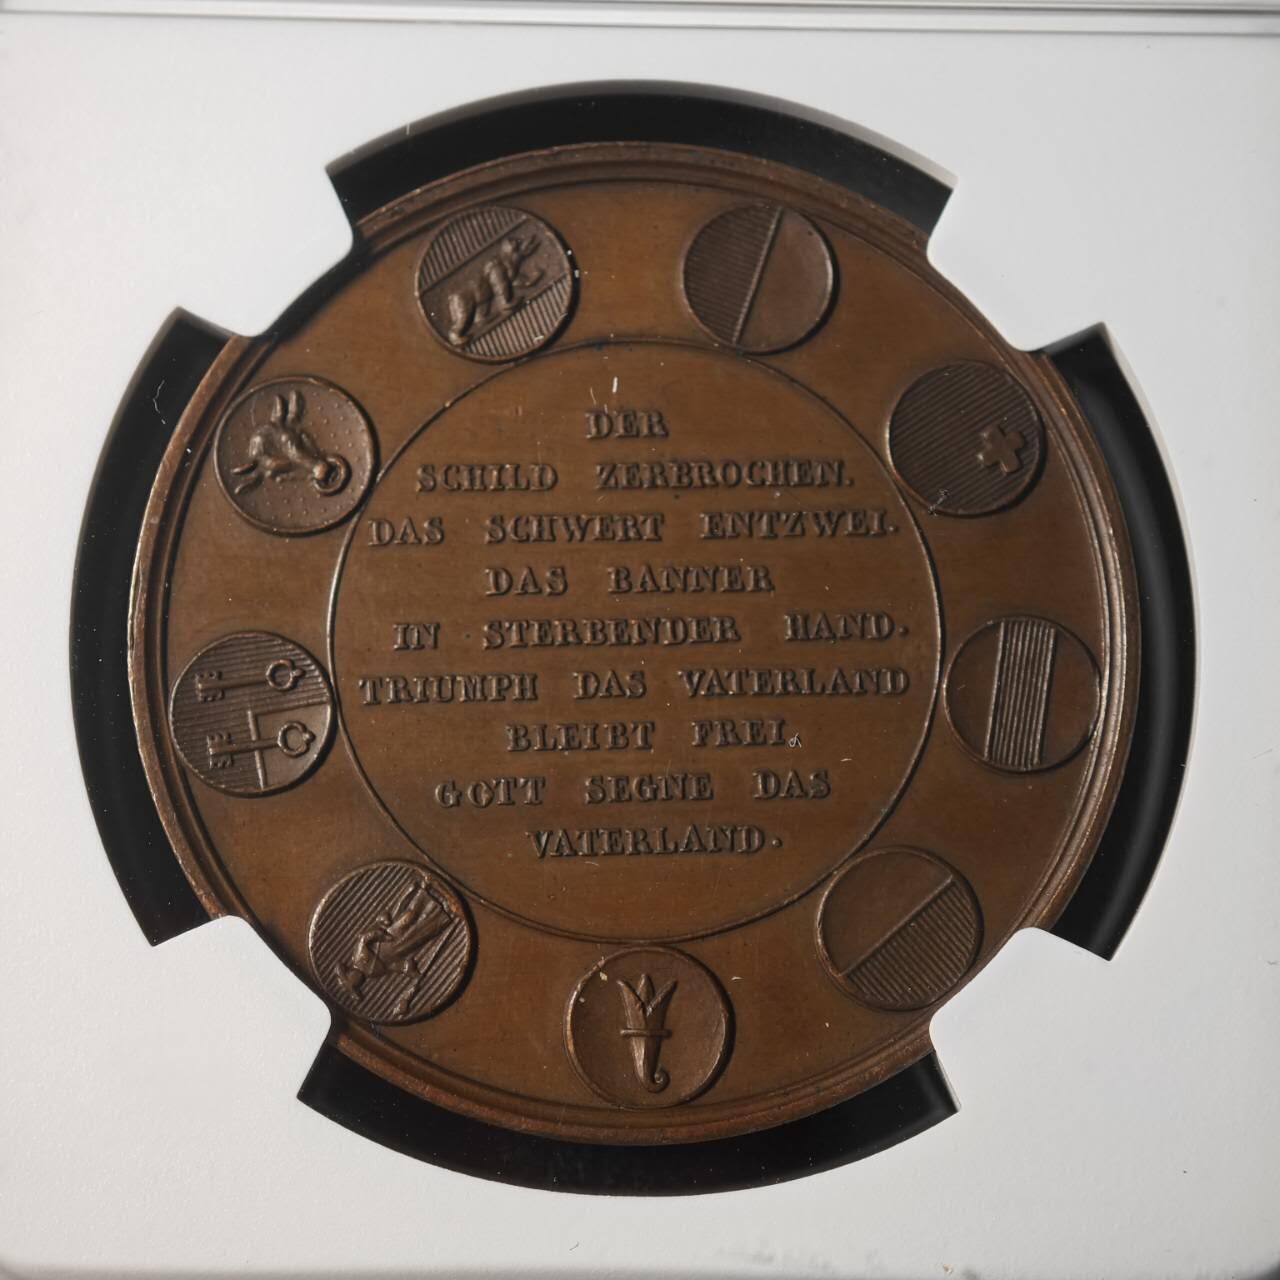 DER
SCHILD ZERBROCHEN.
DAS SCHWERT ENTZWEI.
DAS BANNER
IN STERBENDER HAND.
TRIUMPH DAS VATERLAND
BLEIBT FREI.
GOTT SEGNE DAS
VATERLAND.